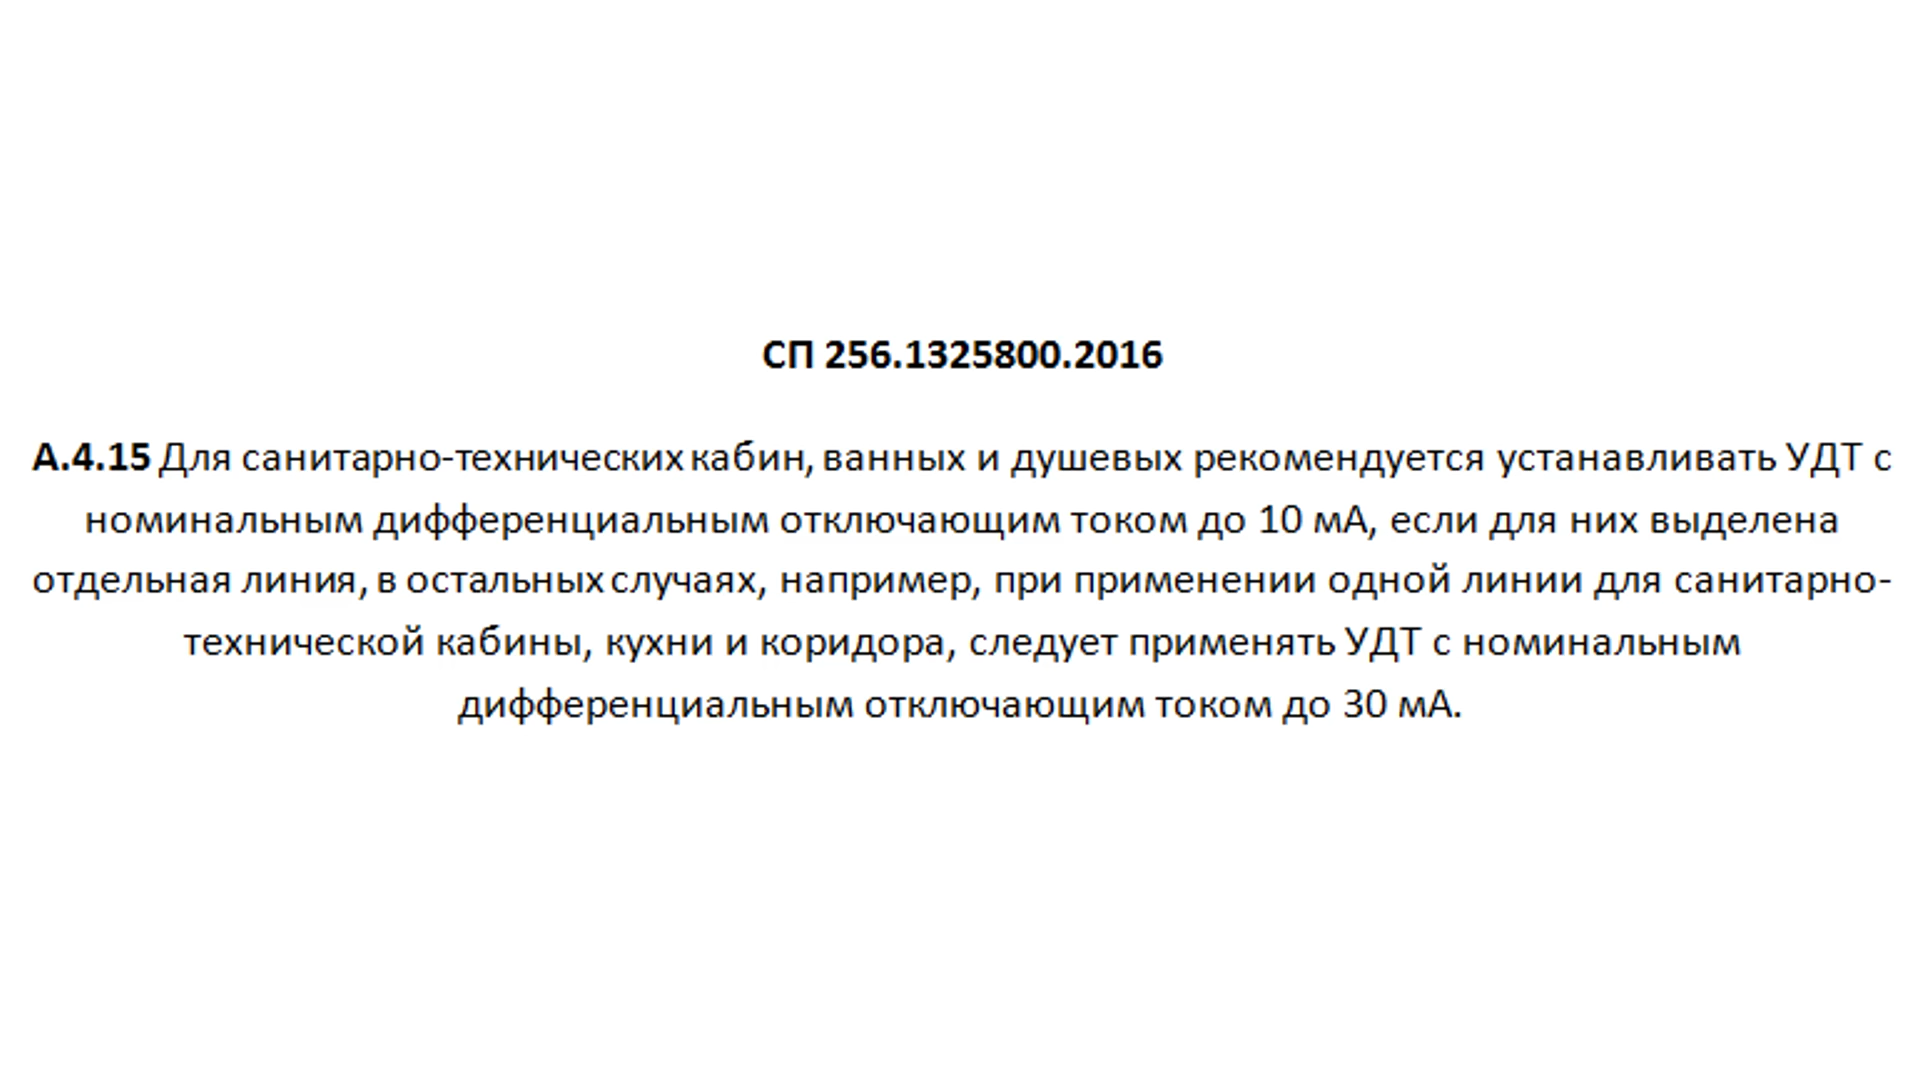 СП 256.1325800.2016
А.4.15 Для санитарно-технических кабин, ванных и душевых рекомендуется устанавливать УДТ с
номинальным дифференциальным отключающим током до 10 мА, если для них выделена
отдельная линия, в остальных случаях, например, при применении одной линии для санитарно-
технической кабины, кухни и коридора, следует применять УДТ с номинальным
дифференциальным отключающим током до 30 мА.